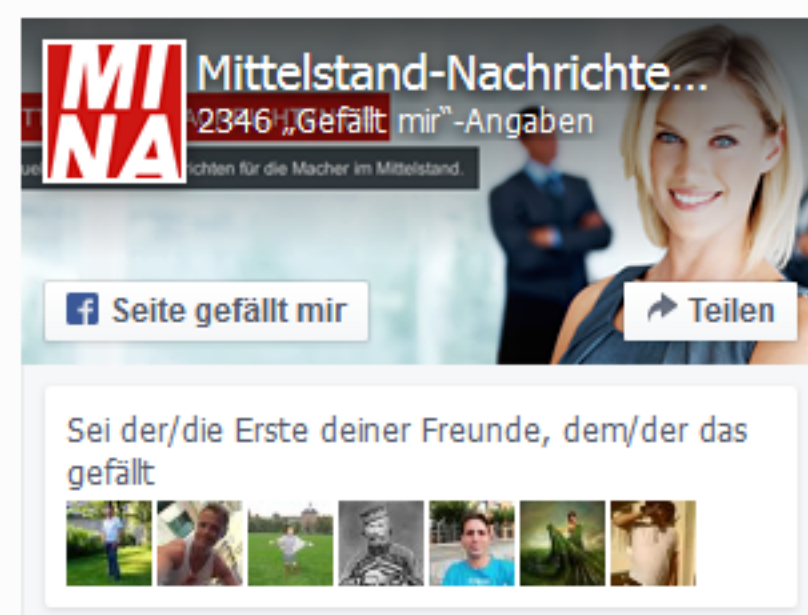 MI
NA
Mittelstand-Nachrichte...
2346 „Gefällt mir“-Angaben
richten für die Macher im Mittelstand.
Seite gefällt mir
Teilen
Sei der/die Erste deiner Freunde, dem/der das
gefällt